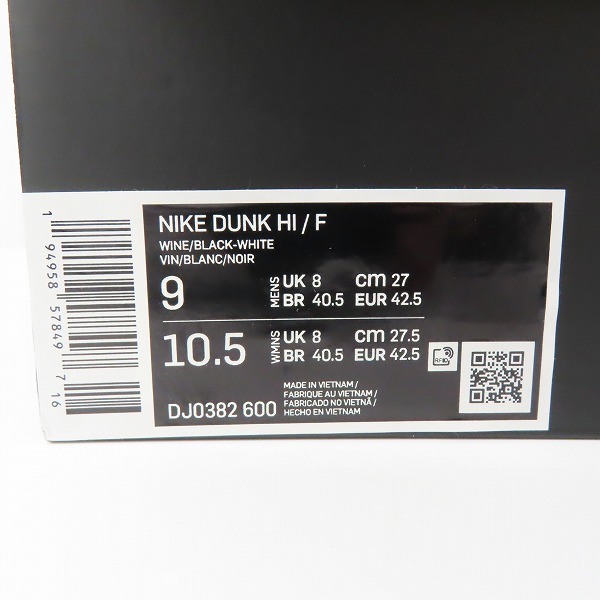 NIKE DUNK HI / F
WINE/BLACK-WHITE
VIN/BLANC/NOIR
9 MENS UK 8 cm 27
BR 40.5 EUR 42.5
10.5 WMNS UK 8 cm 27.5
BR 40.5 EUR 42.5
RFID
MADE IN VIETNAM /
FABRIQUE AU VIETNAM /
FABRICADO NO VIETNÃ /
HECHO EN VIETNAM
DJ0382 600
1 94958 57849 7 16